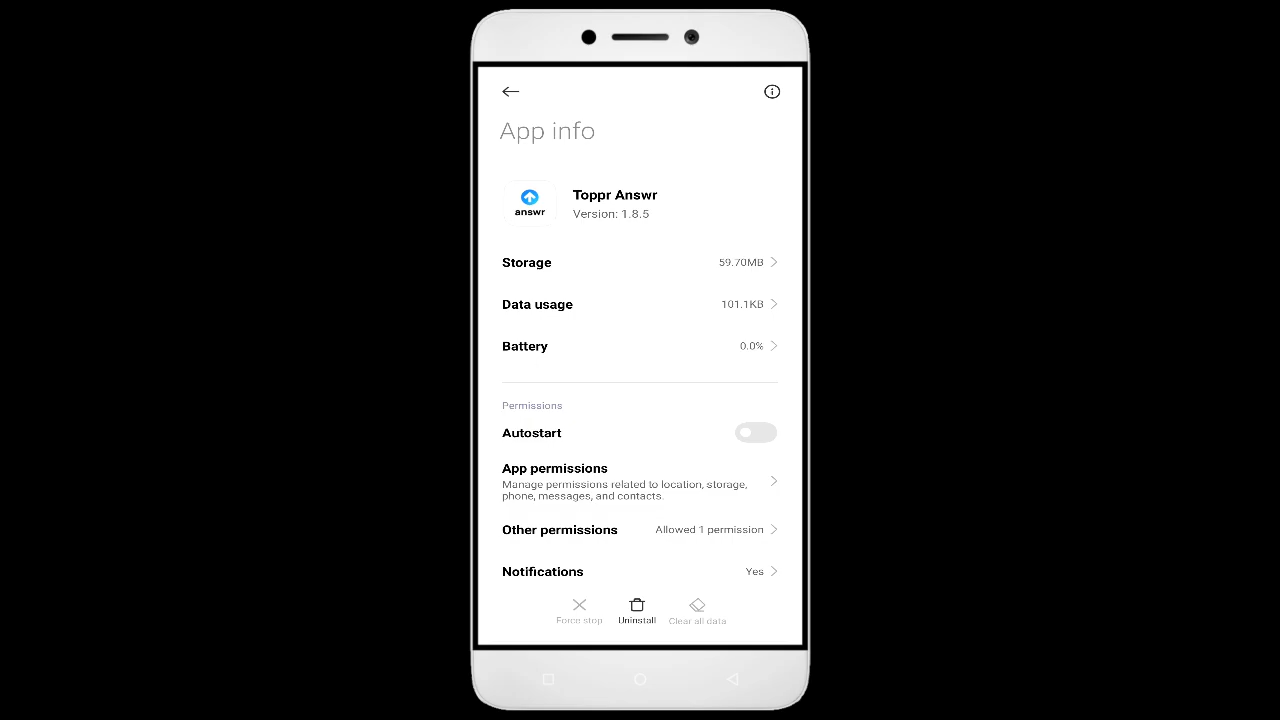 App info
answr
Toppr Answr
Version: 1.8.5
Storage 59.70MB
Data usage 101.1KB
Battery 0.0%
Permissions
Autostart
App permissions
Manage permissions related to location, storage,
phone, messages, and contacts.
Other permissions Allowed 1 permission
Notifications Yes
Force stop Uninstall Clear all data